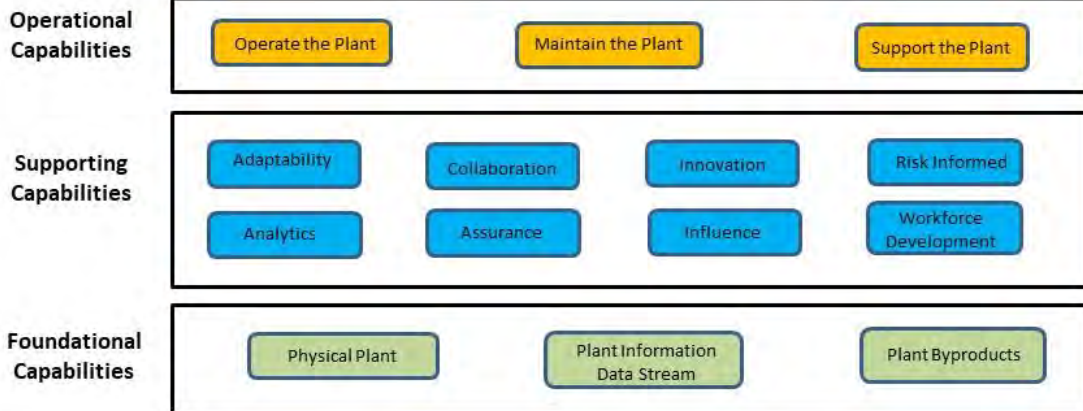 Operational
Capabilities
Operate the Plant
Maintain the Plant
Support the Plant
Supporting
Capabilities
Adaptability
Collaboration
Innovation
Risk Informed
Analytics
Assurance
Influence
Workforce
Development
Foundational
Capabilities
Physical Plant
Plant Information
Data Stream
Plant Byproducts